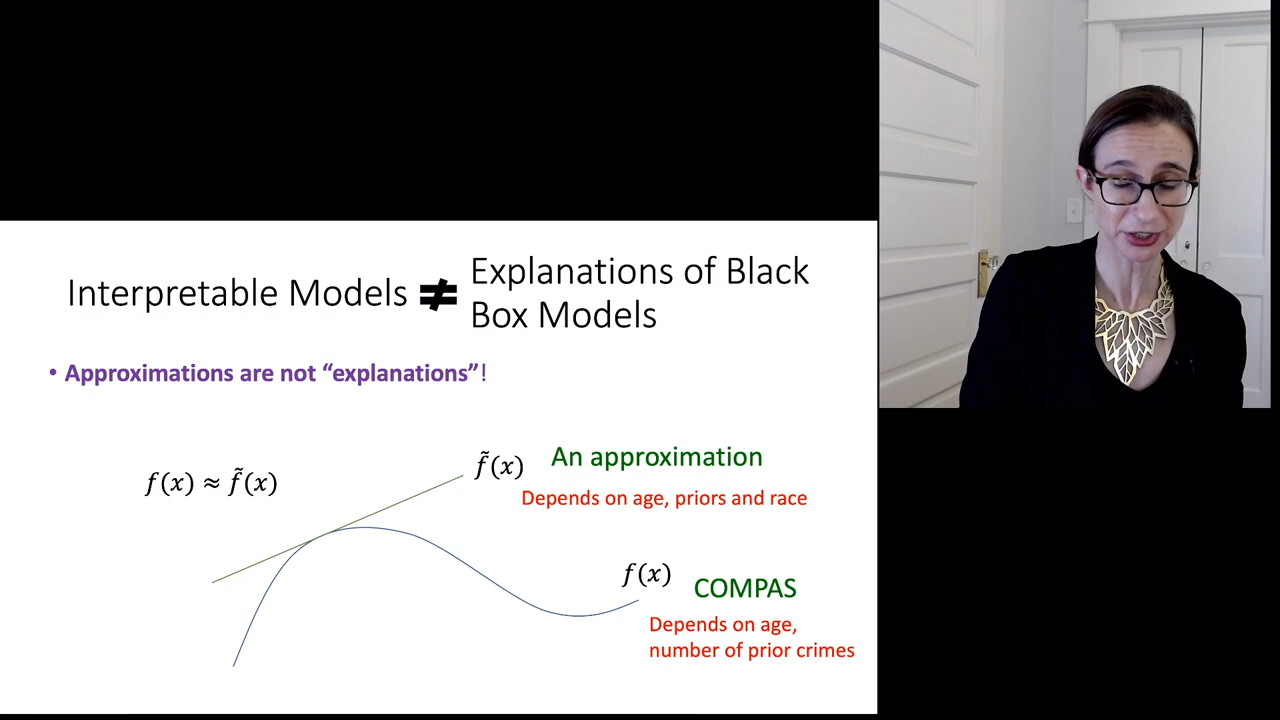 Interpretable Models ≠ Explanations of Black
Box Models
• Approximations are not “explanations”!
f(x) ≈ f̃(x)
f̃(x) An approximation
Depends on age, priors and race
f(x) COMPAS
Depends on age,
number of prior crimes